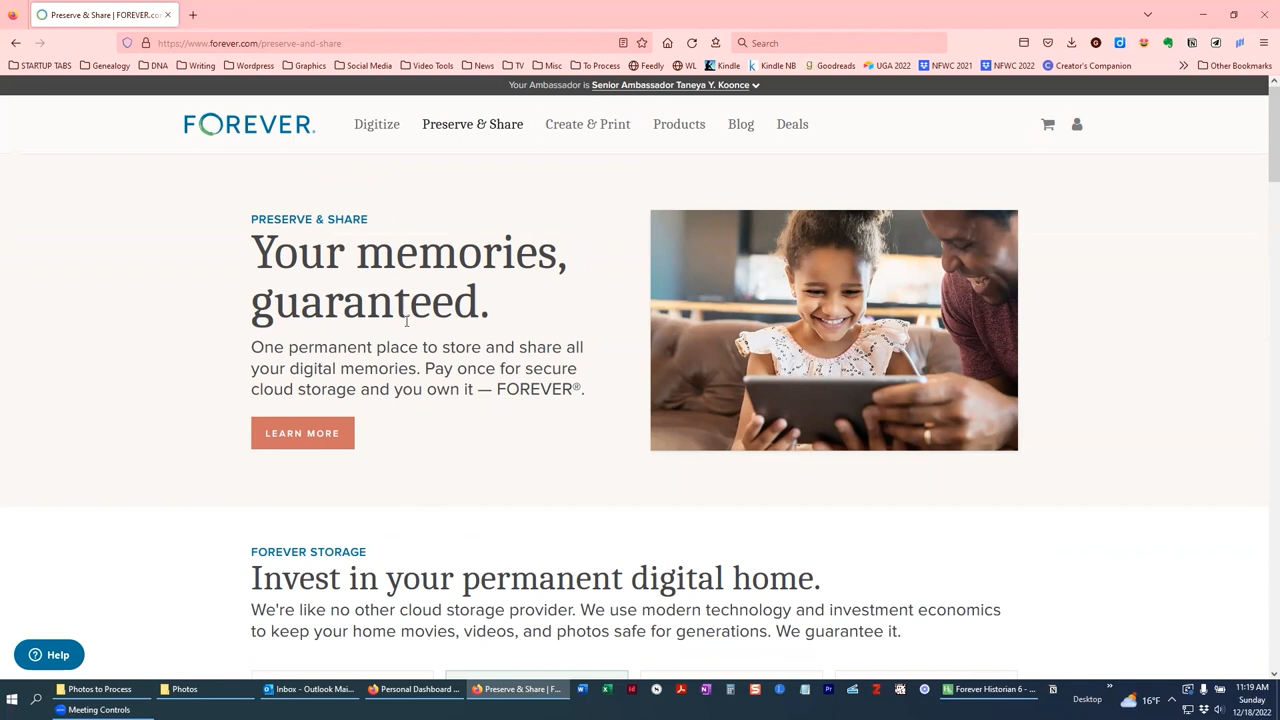 Preserve & Share | FOREVER.co
https://www.forever.com/preserve-and-share
Search
STARTUP TABS Genealogy DNA Writing Wordpress Graphics Social Media Video Tools News TV Misc To Process Feedly WL Kindle Kindle NB Goodreads UGA 2022 NFWC 2021 NFWC 2022 Creator's Companion Other Bookmarks
Your Ambassador is Senior Ambassador Taneya Y. Koonce
FOREVER. Digitize Preserve & Share Create & Print Products Blog Deals
PRESERVE & SHARE
Your memories,
guaranteed.
One permanent place to store and share all
your digital memories. Pay once for secure
cloud storage and you own it — FOREVER®.
LEARN MORE
FOREVER STORAGE
Invest in your permanent digital home.
We're like no other cloud storage provider. We use modern technology and investment economics
to keep your home movies, videos, and photos safe for generations. We guarantee it.
Help
Photos to Process Photos Inbox - Outlook Mai... Personal Dashboard ... Preserve & Share | F... Forever Historian 6 - ... Desktop 16°F 11:19 AM
Sunday
Meeting Controls 12/18/2022